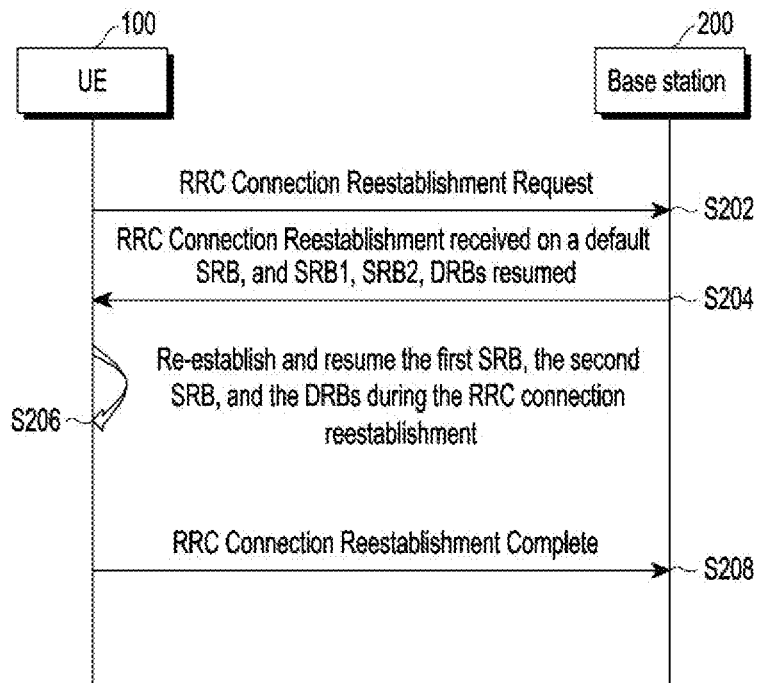 100
200
UE
Base station
RRC Connection Reestablishment Request
S202
RRC Connection Reestablishment received on a default
SRB, and SRB1, SRB2, DRBs resumed
S204
Re-establish and resume the first SRB, the second
SRB, and the DRBs during the RRC connection
reestablishment
S206
RRC Connection Reestablishment Complete
S208